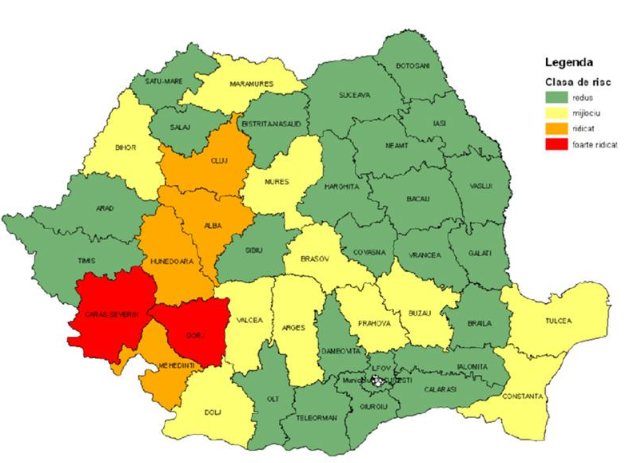 Legenda
Clasa de risc
redus
mijlociu
ridicat
foarte ridicat
BOTOSANI
SATU-MARE
MARAMURES
SUCEAVA
SALAJ
BISTRITA-NASAUD
IASI
BIHOR
CLUJ
NEAMT
MURES
HARGHITA
BACAU
VASLUI
ARAD
ALBA
TIMIS
HUNEDOARA
SIBIU
BRASOV
COVASNA
VRANCEA
GALATI
CARAS-SEVERIN
GORJ
VALCEA
ARGES
PRAHOVA
BUZAU
BRAILA
TULCEA
DAMBOVITA
MEHEDINTI
ILFOV
IALOMITA
CALARASI
CONSTANTA
DOLJ
OLT
TELEORMAN
GIURGIU